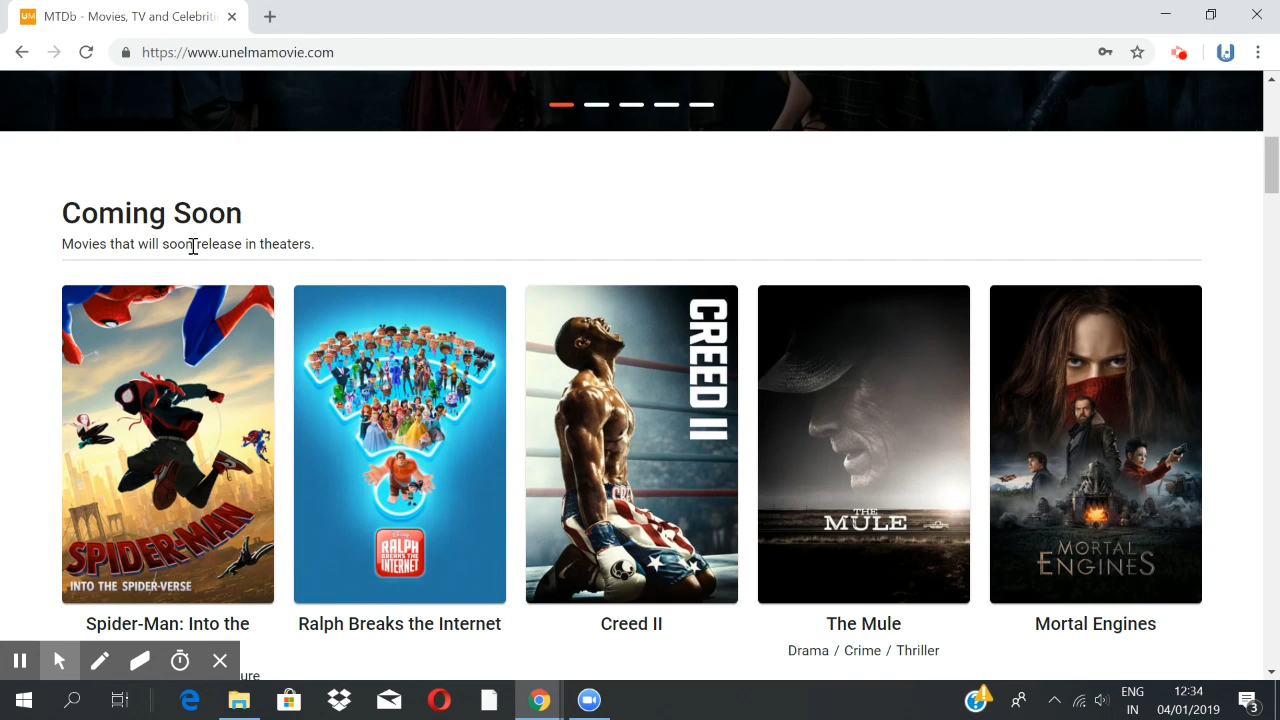 UM MTDb - Movies, TV and Celebriti
https://www.unelmamovie.com
Coming Soon
Movies that will soon release in theaters.
SPIDER-MAN
INTO THE SPIDER-VERSE
Disney
RALPH
BREAKS THE
INTERNET
CREED II
THE
MULE
MORTAL
ENGINES
Spider-Man: Into the
Ralph Breaks the Internet
Creed II
The Mule
Mortal Engines
Drama / Crime / Thriller
ure
ENG
IN
12:34
04/01/2019
3